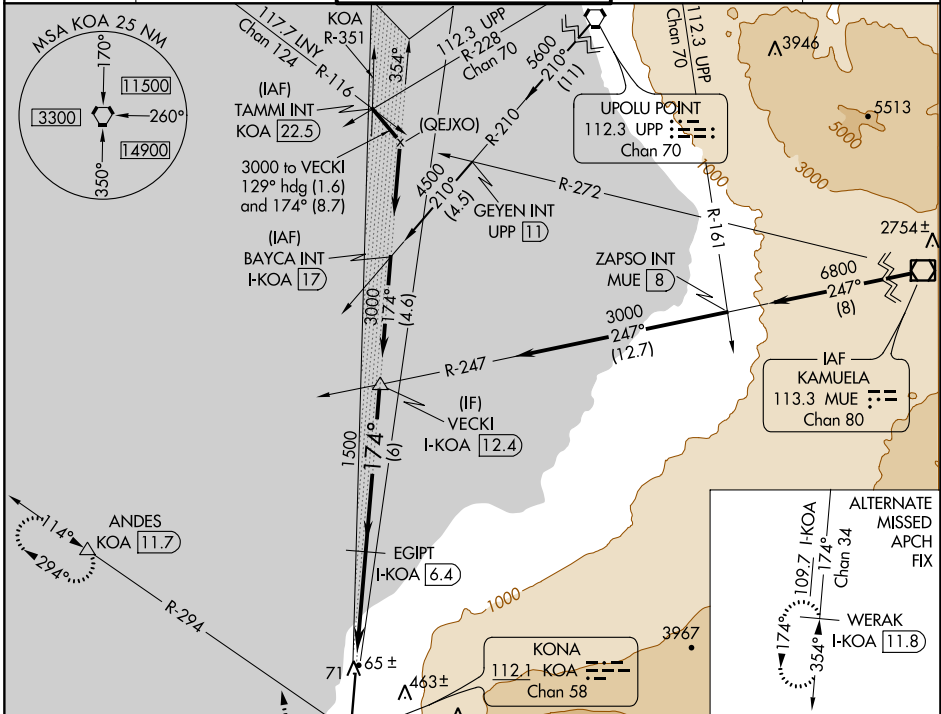 MSA KOA 25 NM
170°
11500
3300
260°
14900
350°
117.7 LNY
Chan 124
R-116
KOA
R-351
354°
112.3 UPP
R-228
Chan 70
5600
210°
(11)
112.3 UPP
Chan 70
3946
5513
5000
3000
1000
(IAF)
TAMMI INT
KOA 22.5
(QEJXO)
R-210
UPOLU POINT
112.3 UPP
Chan 70
3000 to VECKI
129° hdg (1.6)
and 174° (8.7)
4500
210°
(4.5)
GEYEN INT
UPP 11
R-272
R-161
2754±
(IAF)
BAYCA INT
I-KOA 17
ZAPSO INT
MUE 8
6800
247°
(8)
3000
174°
(4.6)
3000
247°
(12.7)
R-247
IAF
KAMUELA
113.3 MUE
Chan 80
(IF)
VECKI
I-KOA 12.4
1500
174°
(6)
ANDES
KOA 11.7
114°
294°
R-294
EGIPT
I-KOA 6.4
1000
ALTERNATE
MISSED
APCH
FIX
109.7 I-KOA
174°
Chan 34
WERAK
I-KOA 11.8
174°
354°
KONA
112.1 KOA
Chan 58
3967
71
65±
463±